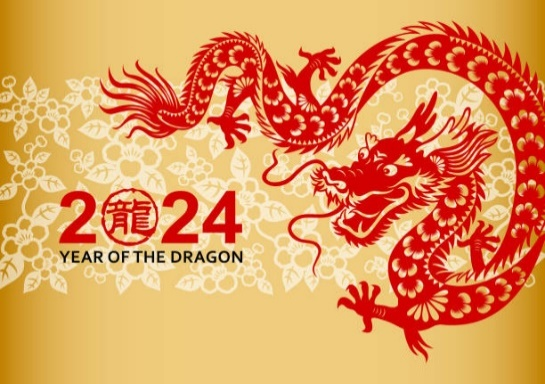 2龍24
YEAR OF THE DRAGON